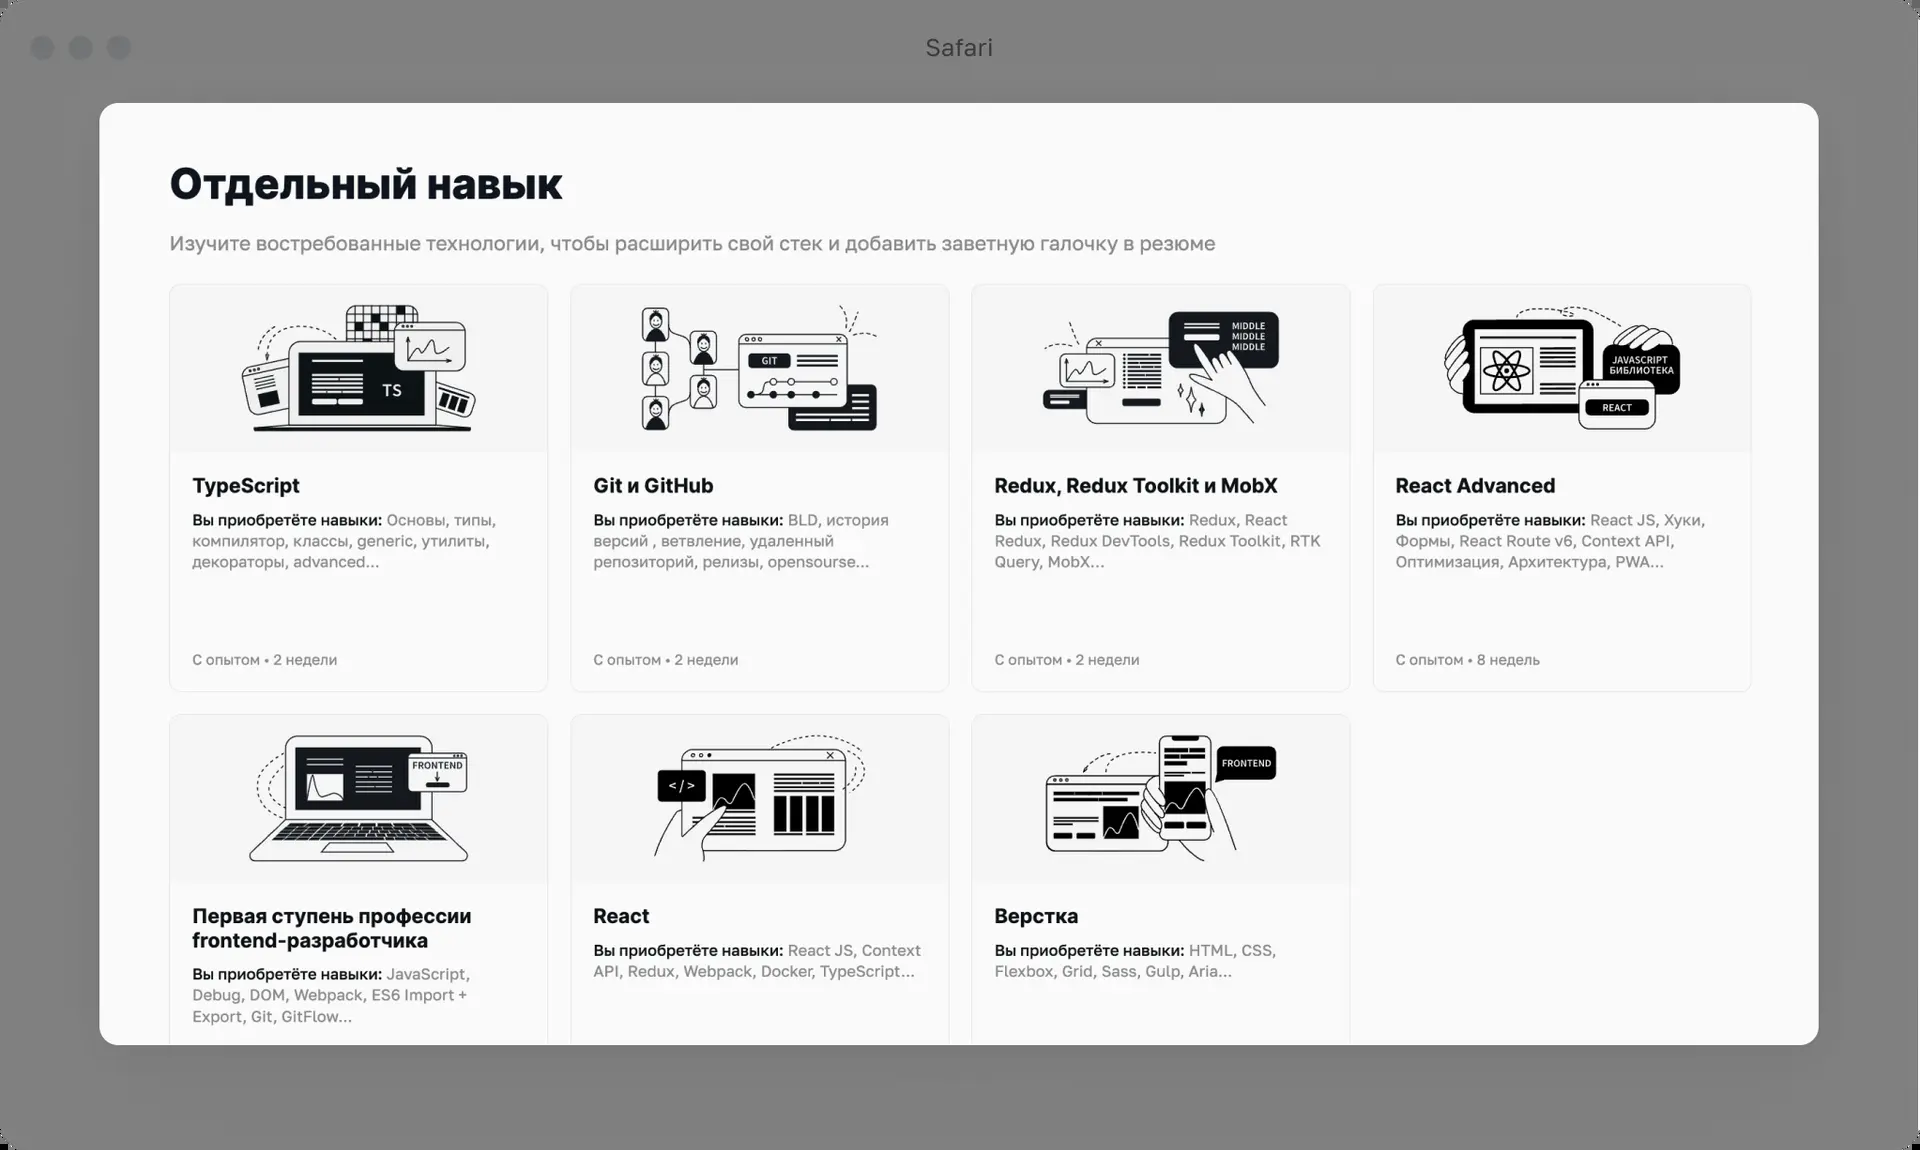 Safari
Отдельный навык
Изучите востребованные технологии, чтобы расширить свой стек и добавить заветную галочку в резюме
TS
TypeScript
Вы приобретёте навыки: Основы, типы,
компилятор, классы, generic, утилиты,
декораторы, advanced...
С опытом • 2 недели
GIT
Git и GitHub
Вы приобретёте навыки: BLD, история
версий , ветвление, удаленный
репозиторий, релизы, opensourse...
С опытом • 2 недели
MIDDLE
MIDDLE
MIDDLE
Redux, Redux Toolkit и MobX
Вы приобретёте навыки: Redux, React
Redux, Redux DevTools, Redux Toolkit, RTK
Query, MobX...
С опытом • 2 недели
JAVASCRIPT
БИБЛИОТЕКА
REACT
React Advanced
Вы приобретёте навыки: React JS, Хуки,
Формы, React Route v6, Context API,
Оптимизация, Архитектура, PWA...
С опытом • 8 недель
FRONTEND
Первая ступень профессии
frontend-разработчика
Вы приобретёте навыки: JavaScript,
Debug, DOM, Webpack, ES6 Import +
Export, Git, GitFlow...
</>
React
Вы приобретёте навыки: React JS, Context
API, Redux, Webpack, Docker, TypeScript...
FRONTEND
Верстка
Вы приобретёте навыки: HTML, CSS,
Flexbox, Grid, Sass, Gulp, Aria...